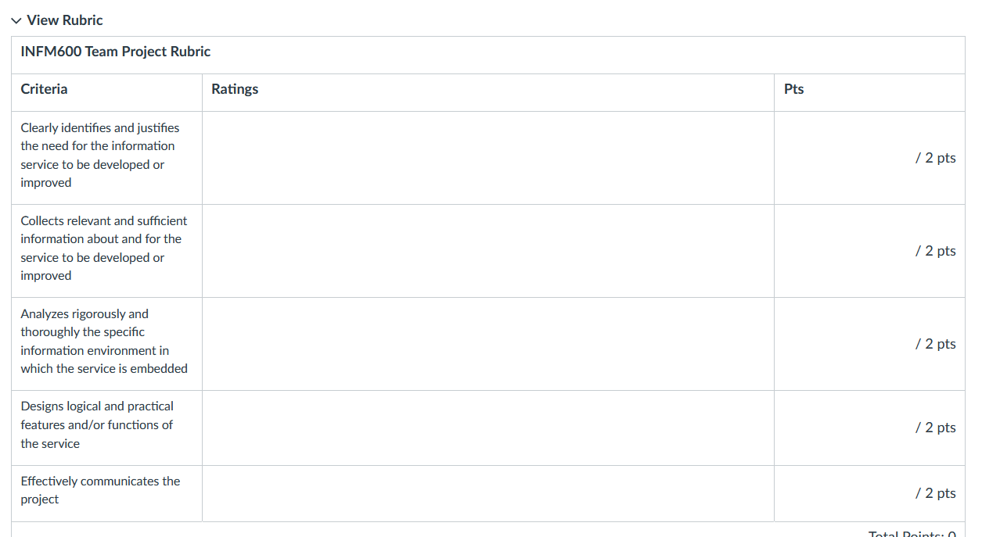 View Rubric
INFM600 Team Project Rubric
Criteria
Ratings
Pts
Clearly identifies and justifies
the need for the information
service to be developed or
improved
/ 2 pts
Collects relevant and sufficient
information about and for the
service to be developed or
improved
/ 2 pts
Analyzes rigorously and
thoroughly the specific
information environment in
which the service is embedded
/ 2 pts
Designs logical and practical
features and/or functions of
the service
/ 2 pts
Effectively communicates the
project
/ 2 pts
Total Points: 0